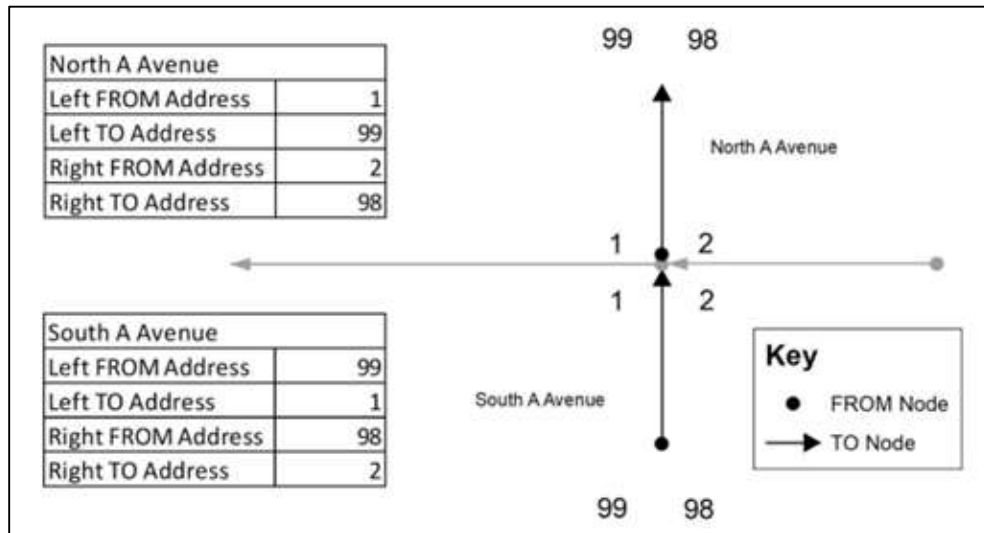 99 98
North A Avenue
Left FROM Address 1
Left TO Address 99
Right FROM Address 2
Right TO Address 98
North A Avenue
1 2
1 2
South A Avenue
Left FROM Address 99
Left TO Address 1
Right FROM Address 98
Right TO Address 2
South A Avenue
Key
FROM Node
TO Node
99 98